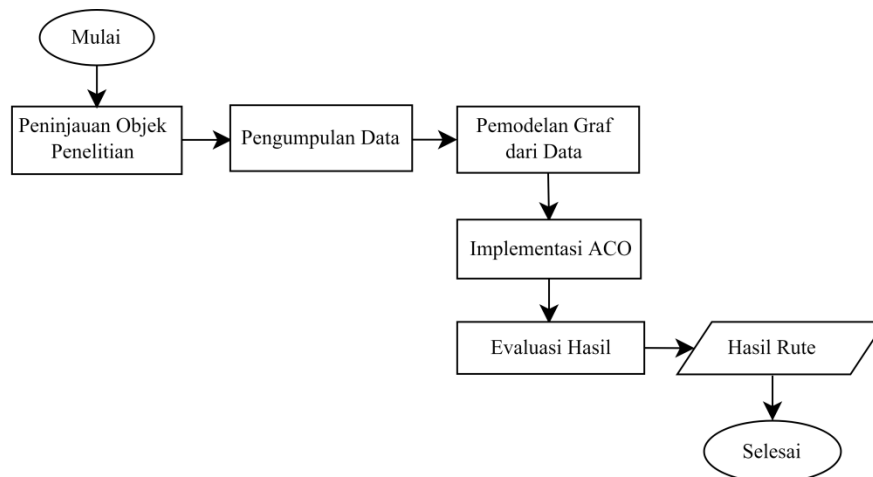 Mulai
Peninjauan Objek
Penelitian
Pengumpulan Data
Pemodelan Graf
dari Data
Implementasi ACO
Evaluasi Hasil
Hasil Rute
Selesai